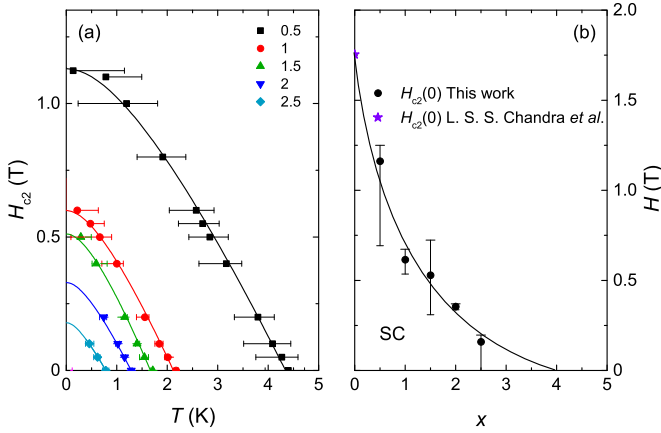 (a)
0.5
1
1.5
2
2.5
1.0
0.5
0
H_c2 (T)
0 1 2 3 4 5
T (K)
(b)
H_c2(0) This work
H_c2(0) L. S. S. Chandra et al.
SC
2.0
1.5
1.0
0.5
0
H (T)
0 1 2 3 4 5
x